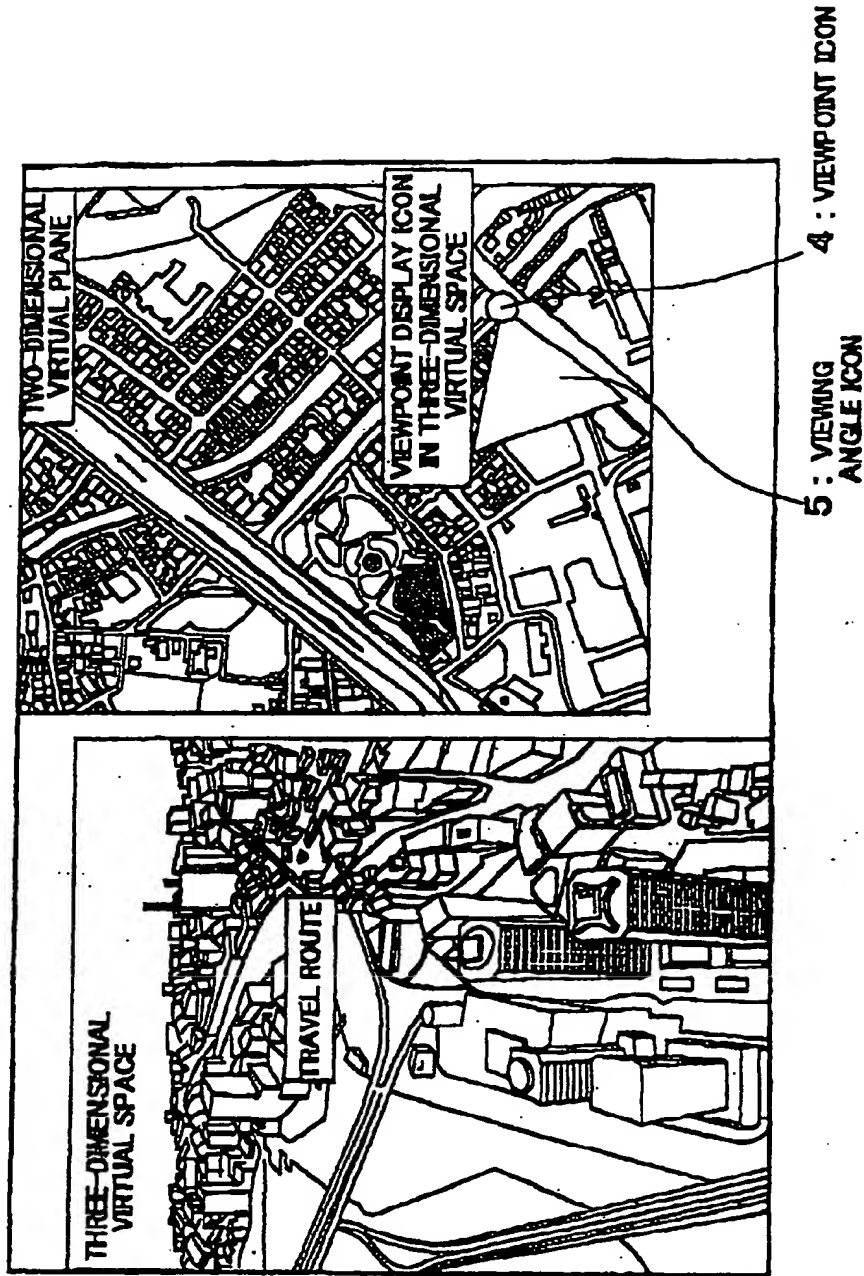 THREE-DIMENSIONAL
VIRTUAL SPACE
TRAVEL ROUTE
TWO-DIMENSIONAL
VIRTUAL PLANE
VIEWPOINT DISPLAY ICON
IN THREE-DIMENSIONAL
VIRTUAL SPACE
5 : VIEWING
ANGLE ICON
4 : VIEWPOINT ICON